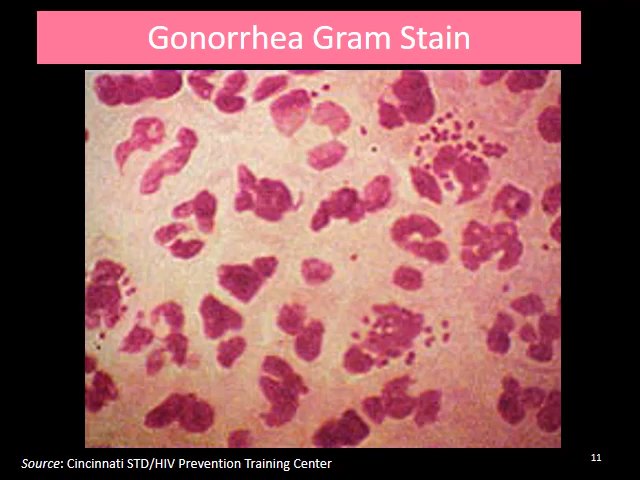 Gonorrhea Gram Stain
Source: Cincinnati STD/HIV Prevention Training Center
11